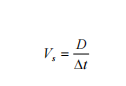 V_s = D / Δt